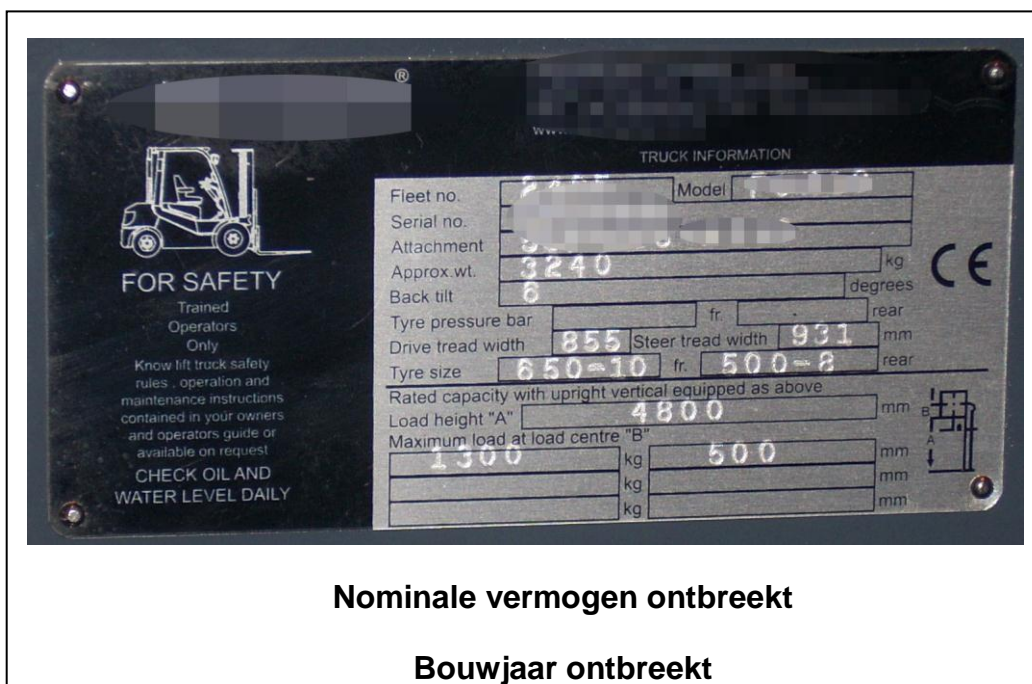 ®
TRUCK INFORMATION
Fleet no. Model
Serial no.
Attachment
Approx.wt. 3240 kg
Back tilt 6 degrees
Tyre pressure bar fr. rear
Drive tread width 855 Steer tread width 931 mm
Tyre size 650-10 fr. 500-8 rear
Rated capacity with upright vertical equipped as above
Load height "A" 4800 mm
Maximum load at load centre "B"
1300 kg 500 mm
kg mm
kg mm
B
A
CE
FOR SAFETY
Trained
Operators
Only
Know lift truck safety
rules , operation and
maintenance instructions
contained in your owners
and operators guide or
available on request
CHECK OIL AND
WATER LEVEL DAILY
Nominale vermogen ontbreekt
Bouwjaar ontbreekt